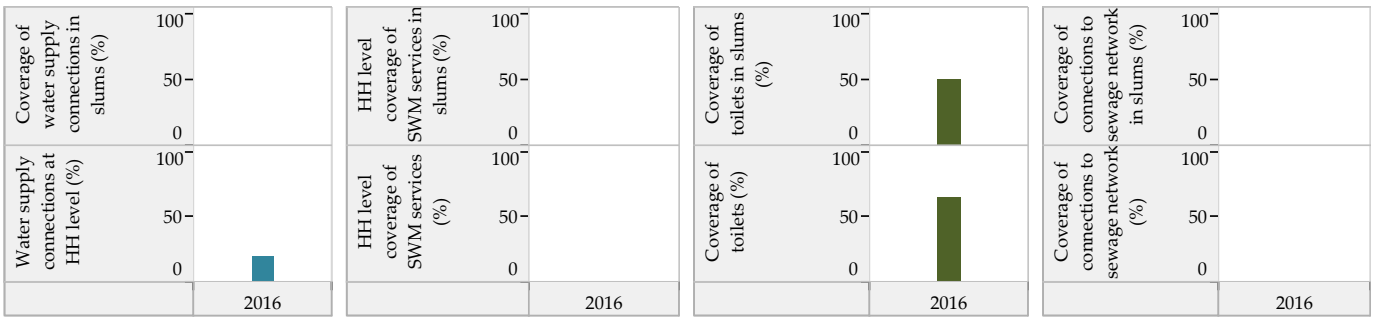 Coverage of
water supply
connections in
slums (%)
100
50
0
Water supply
connections at
HH level (%)
100
50
0
2016
HH level
coverage of
SWM services in
slums (%)
100
50
0
HH level
coverage of
SWM services
(%)
100
50
0
2016
Coverage of
toilets in slums
(%)
100
50
0
Coverage of
toilets (%)
100
50
0
2016
Coverage of
connections to
sewage network
in slums (%)
100
50
0
Coverage of
connections to
sewage network
(%)
100
50
0
2016